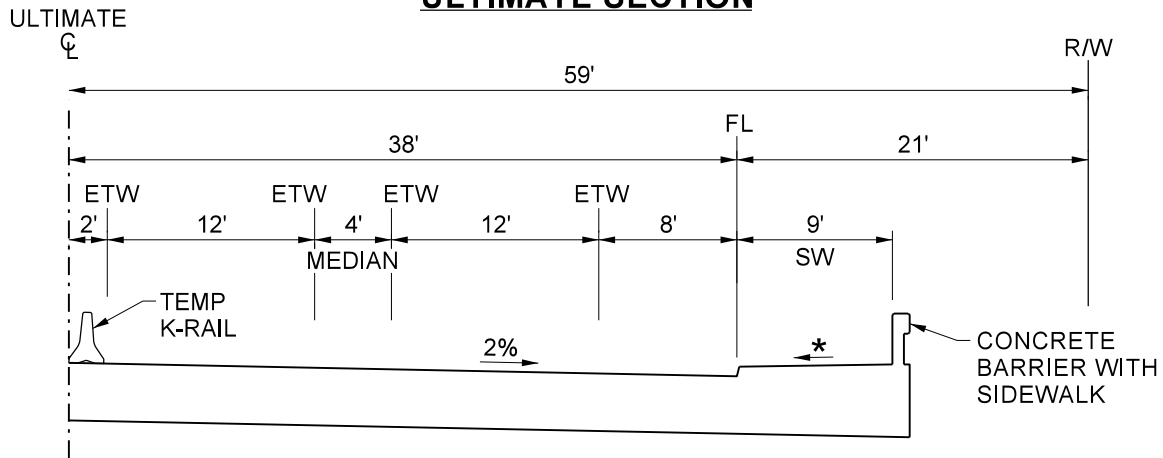 ULTIMATE SECTION
ULTIMATE
℄
R/W
59'
FL
38'
21'
ETW
ETW
ETW
ETW
2'
12'
4'
12'
8'
9'
MEDIAN
SW
TEMP
K-RAIL
2%
*
CONCRETE
BARRIER WITH
SIDEWALK